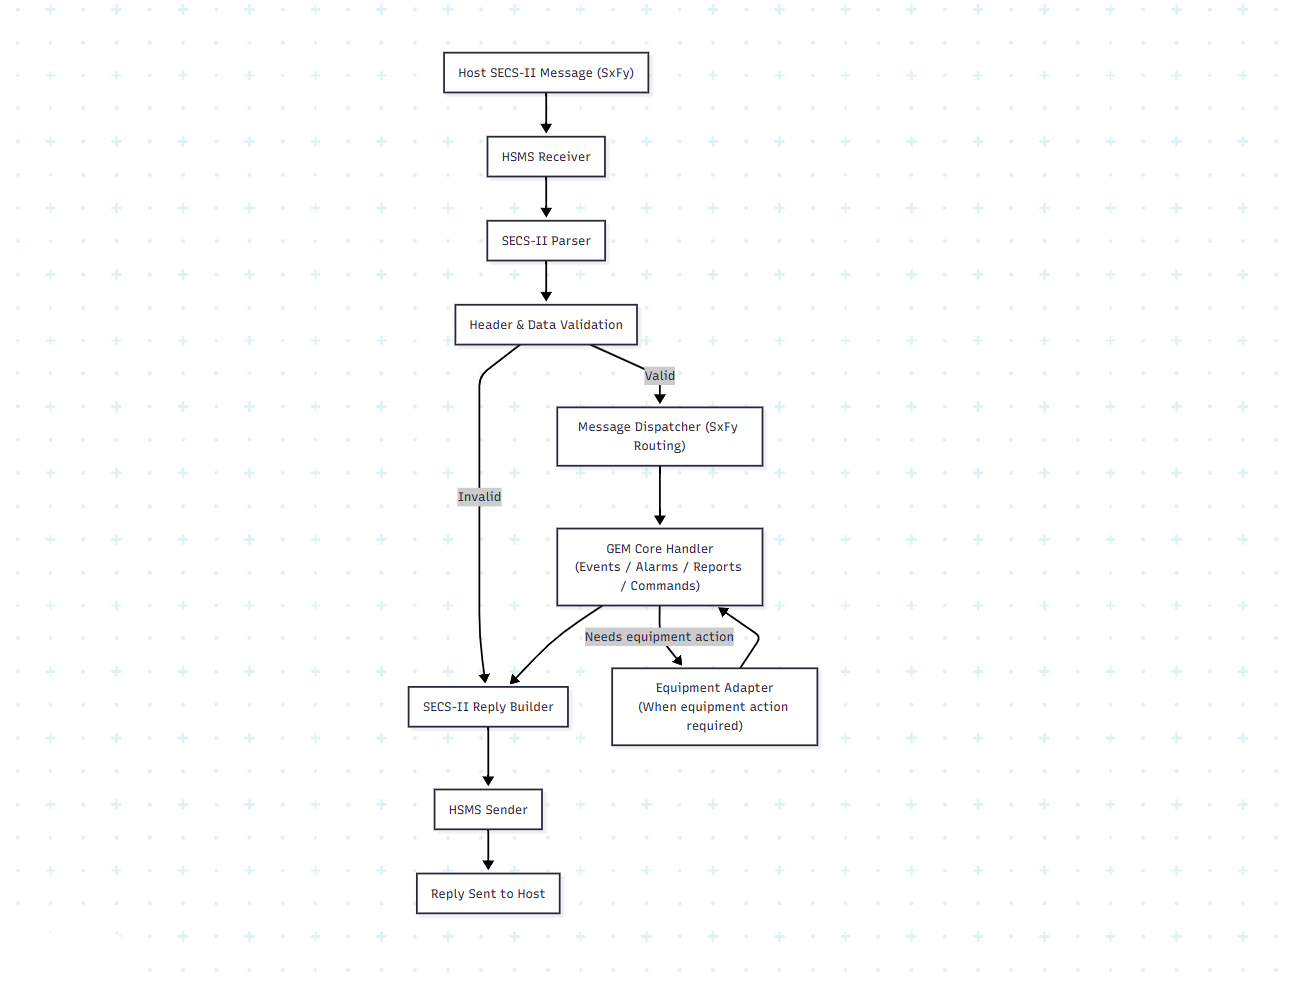 Host SECS-II Message (SxFy)
HSMS Receiver
SECS-II Parser
Header & Data Validation
Valid
Message Dispatcher (SxFy
Routing)
Invalid
GEM Core Handler
(Events / Alarms / Reports
/ Commands)
Needs equipment action
Equipment Adapter
(When equipment action
required)
SECS-II Reply Builder
HSMS Sender
Reply Sent to Host